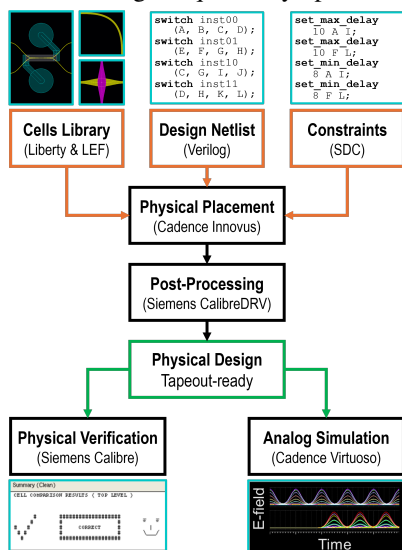 switch inst00
(A, B, C, D);
switch inst01
(E, F, G, H);
switch inst10
(C, G, I, J);
switch inst11
(D, H, K, L);
set_max_delay
10 A I;
set_max_delay
10 F L;
set_min_delay
8 A I;
set_min_delay
8 F L;
Cells Library
(Liberty & LEF)
Design Netlist
(Verilog)
Constraints
(SDC)
Physical Placement
(Cadence Innovus)
Post-Processing
(Siemens CalibreDRV)
Physical Design
Tapeout-ready
Physical Verification
(Siemens Calibre)
Analog Simulation
(Cadence Virtuoso)
Summary (Clean)
CELL COMPARISON RESULTS ( TOP LEVEL )
CORRECT
E-field
Time